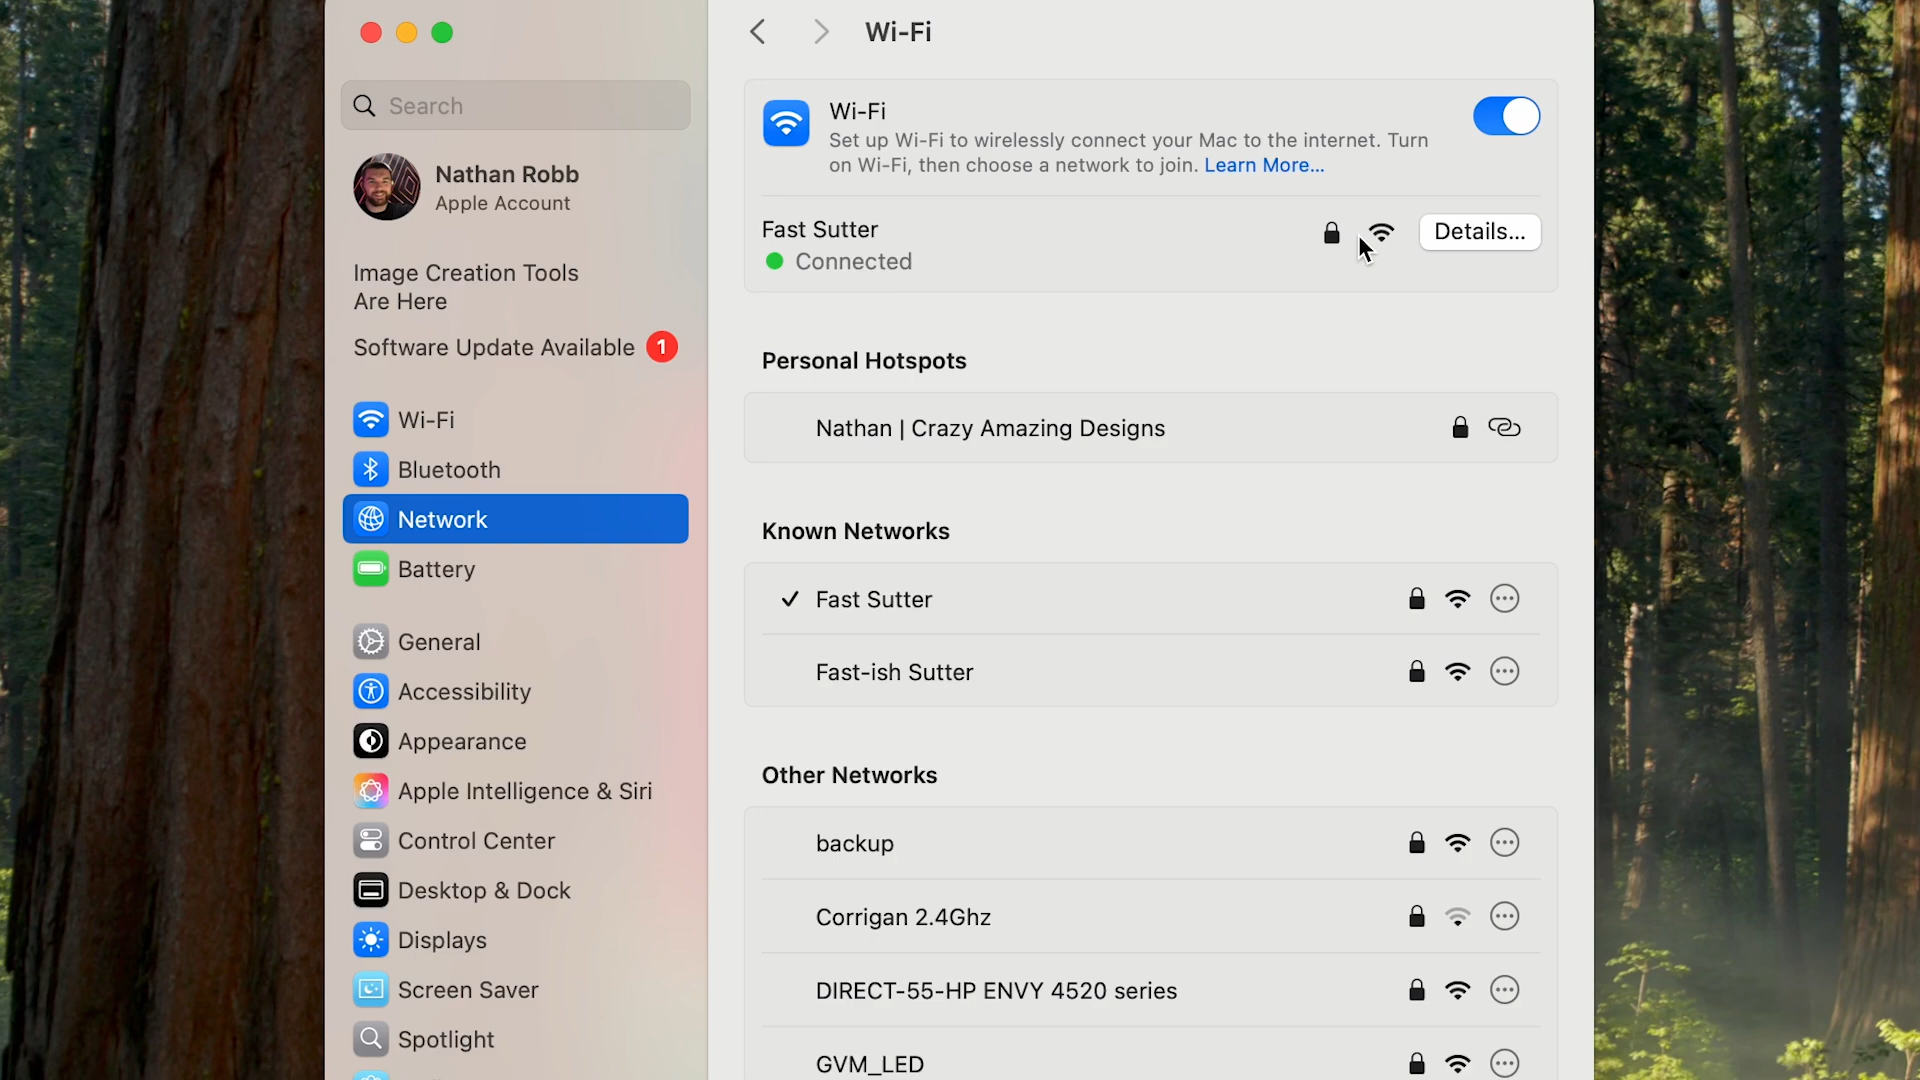 Wi-Fi
Search
Nathan Robb
Apple Account
Image Creation Tools
Are Here
Software Update Available 1
Wi-Fi
Bluetooth
Network
Battery
General
Accessibility
Appearance
Apple Intelligence & Siri
Control Center
Desktop & Dock
Displays
Screen Saver
Spotlight
Wi-Fi
Set up Wi-Fi to wirelessly connect your Mac to the internet. Turn
on Wi-Fi, then choose a network to join. Learn More...
Fast Sutter
Details...
Connected
Personal Hotspots
Nathan | Crazy Amazing Designs
Known Networks
Fast Sutter
Fast-ish Sutter
Other Networks
backup
Corrigan 2.4Ghz
DIRECT-55-HP ENVY 4520 series
GVM_LED